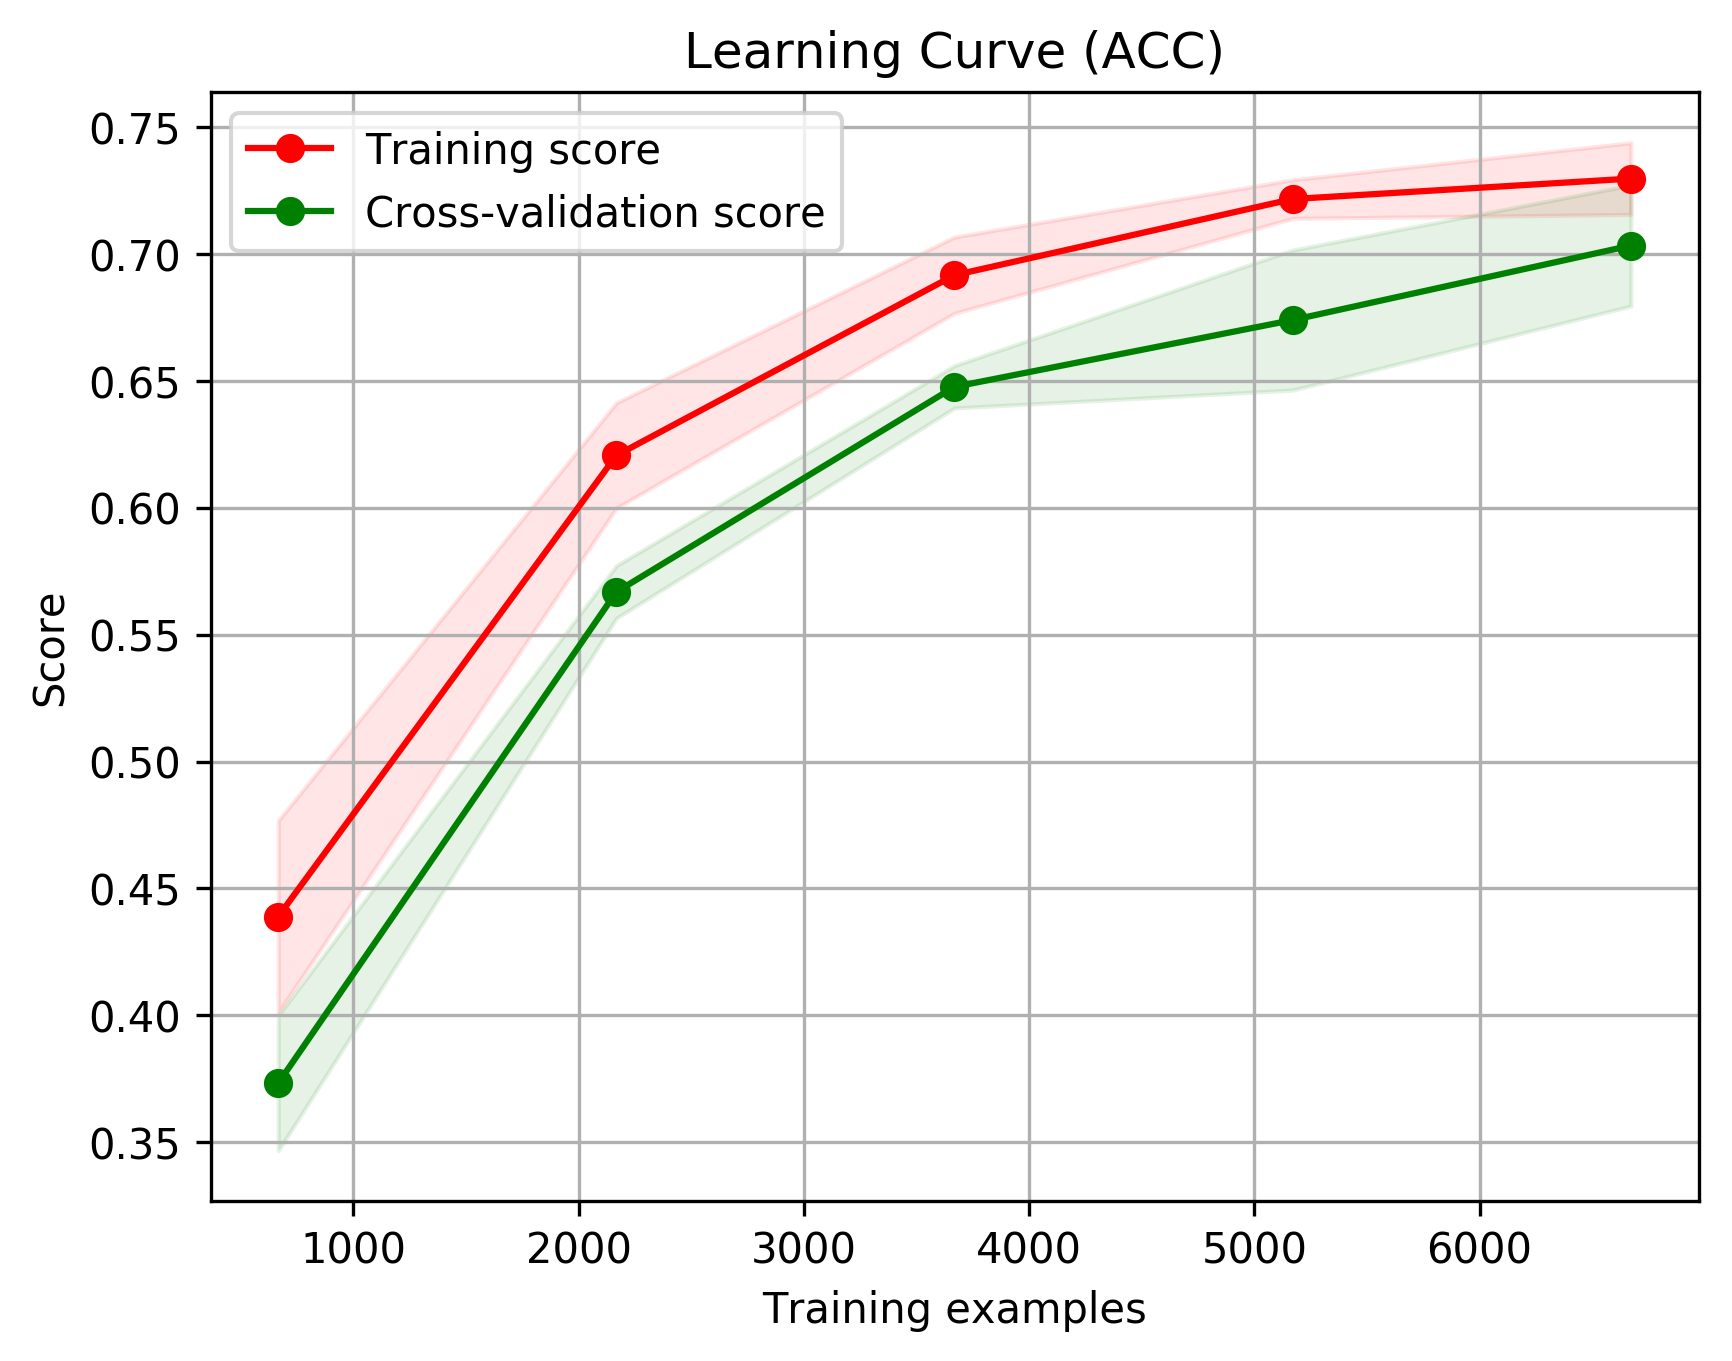 Learning Curve (ACC)
Training score
Cross-validation score
0.75
0.70
0.65
0.60
0.55
0.50
0.45
0.40
0.35
Score
1000 2000 3000 4000 5000 6000
Training examples